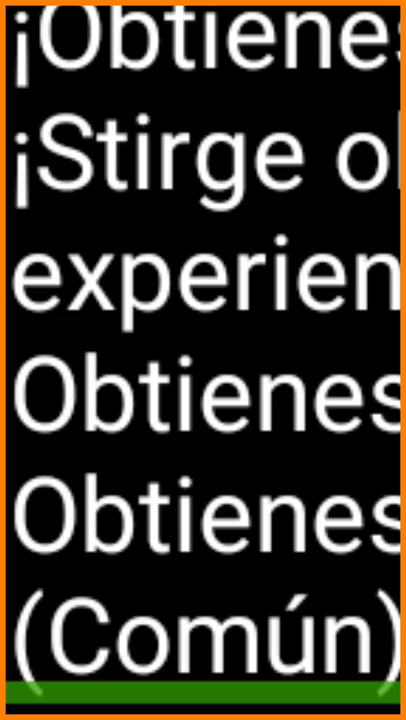 ¡Obtienes
¡Stirge o
experien
Obtienes
Obtienes
(Común)